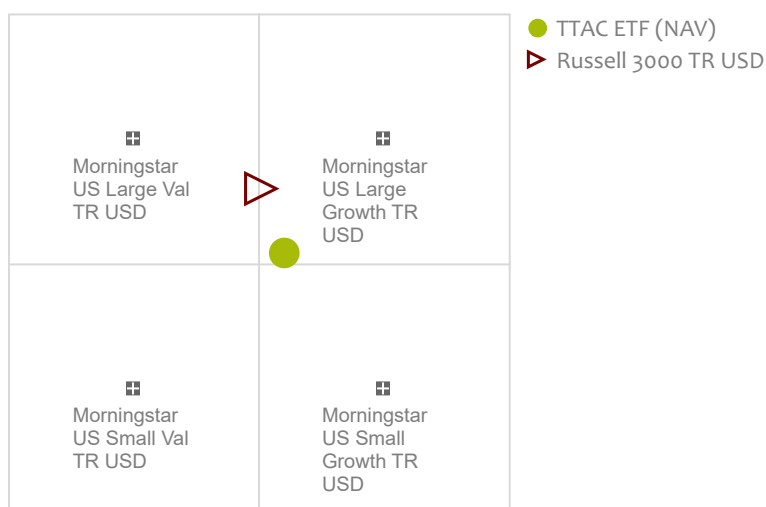 TTAC ETF (NAV)
Russell 3000 TR USD
Morningstar
US Large Val
TR USD
Morningstar
US Large
Growth TR
USD
Morningstar
US Small Val
TR USD
Morningstar
US Small
Growth TR
USD